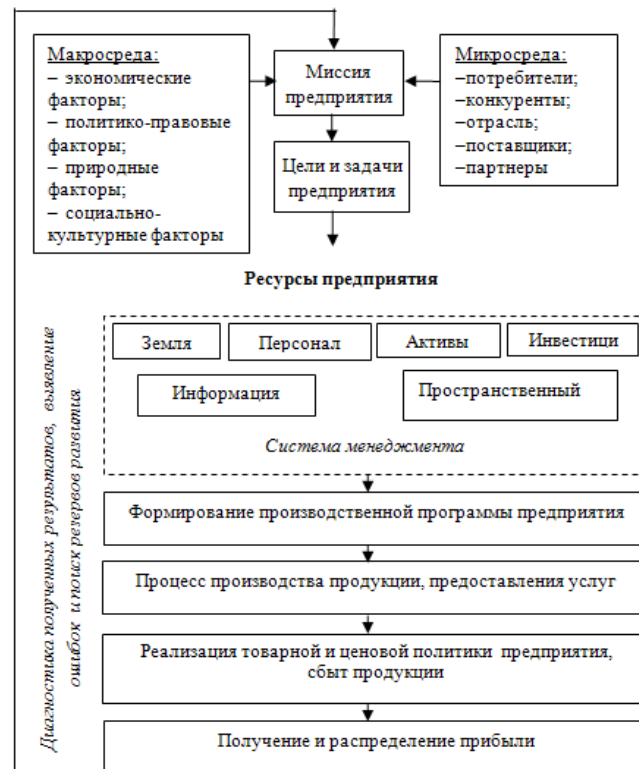 Макросреда:
– экономические
факторы;
– политико-правовые
факторы;
– природные
факторы;
– социально-
культурные факторы
Миссия
предприятия
Микросреда:
–потребители;
–конкуренты;
–отрасль;
–поставщики;
–партнеры
Цели и задачи
предприятия
Ресурсы предприятия
Земля
Персонал
Активы
Инвестици
Информация
Пространственный
Система менеджмента
Формирование производственной программы предприятия
Процесс производства продукции, предоставления услуг
Реализация товарной и ценовой политики предприятия,
сбыт продукции
Получение и распределение прибыли
Диагностика полученных результатов, выявление
ошибок и поиск резервов развития